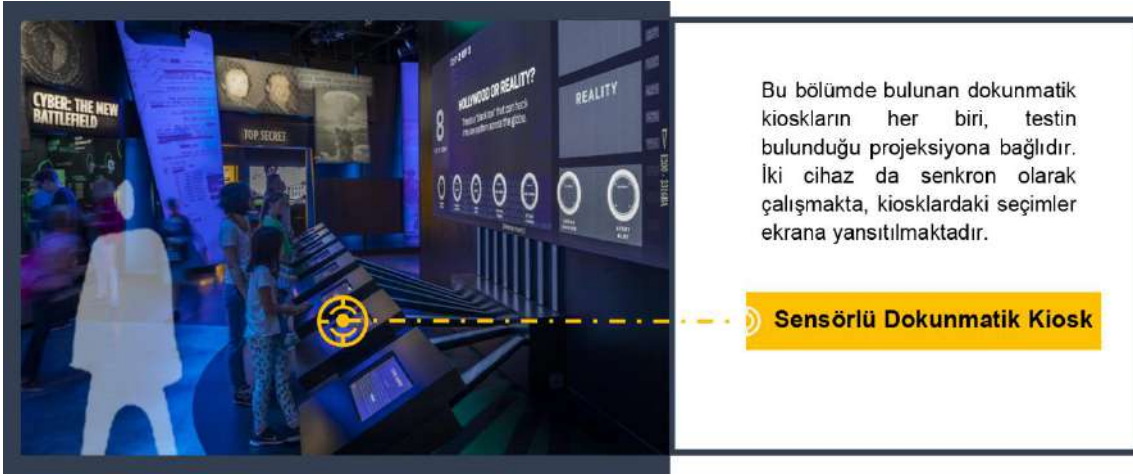 CYBER: THE NEW
BATTLEFIELD
TOP SECRET
8
HOLLYWOOD OR REALITY?
REALITY
Bu bölümde bulunan dokunmatik
kioskların her biri, testin
bulunduğu projeksiyona bağlıdır.
İki cihaz da senkron olarak
çalışmakta, kiosklardaki seçimler
ekrana yansıtılmaktadır.
Sensörlü Dokunmatik Kiosk